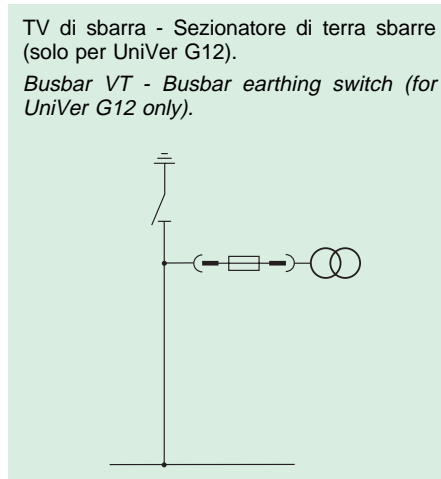 TV di sbarra - Sezionatore di terra sbarre
(solo per UniVer G12).
Busbar VT - Busbar earthing switch (for
UniVer G12 only).